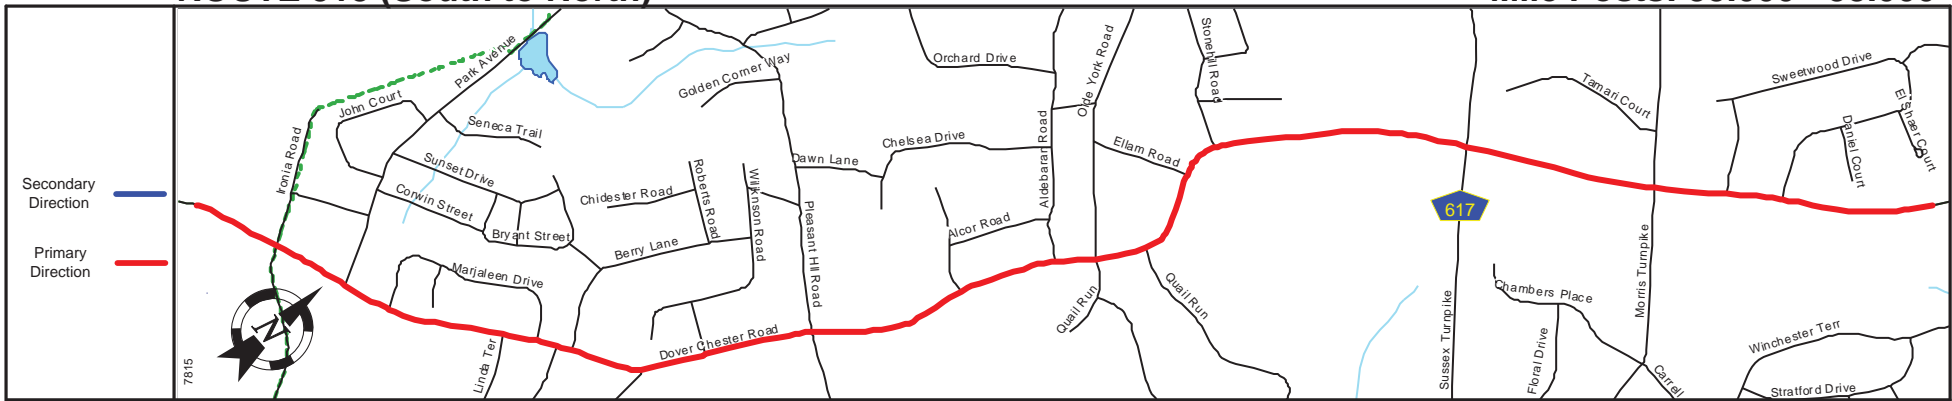 Secondary
Direction
Primary
Direction
7815
Ironia Road
John Court
Park Avenue
Seneca Trail
Sunset Drive
Corwin Street
Bryant Street
Marjaleen Drive
Linda Ter
Chidester Road
Roberts Road
Wilkinson Road
Berry Lane
Golden Corner Way
Dawn Lane
Pleasant Hill Road
Dover Chester Road
Chelsea Drive
Orchard Drive
Alcor Road
Aldebaran Road
Olde York Road
Ellam Road
Quail Run
Quail Run
Stonehill Road
617
Sussex Turnpike
Tamari Court
Morris Turnpike
Chambers Place
Floral Drive
Carrell
Sweetwood Drive
El Shaer Court
Daniel Court
Winchester Terr
Stratford Drive
N